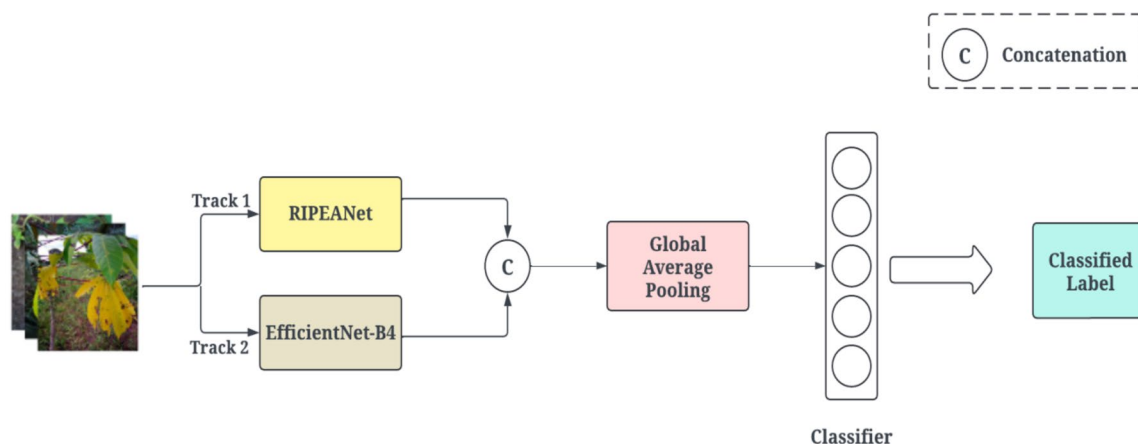 C Concatenation
Track 1
RIPEANet
C
Global
Average
Pooling
Classified
Label
EfficientNet-B4
Track 2
Classifier